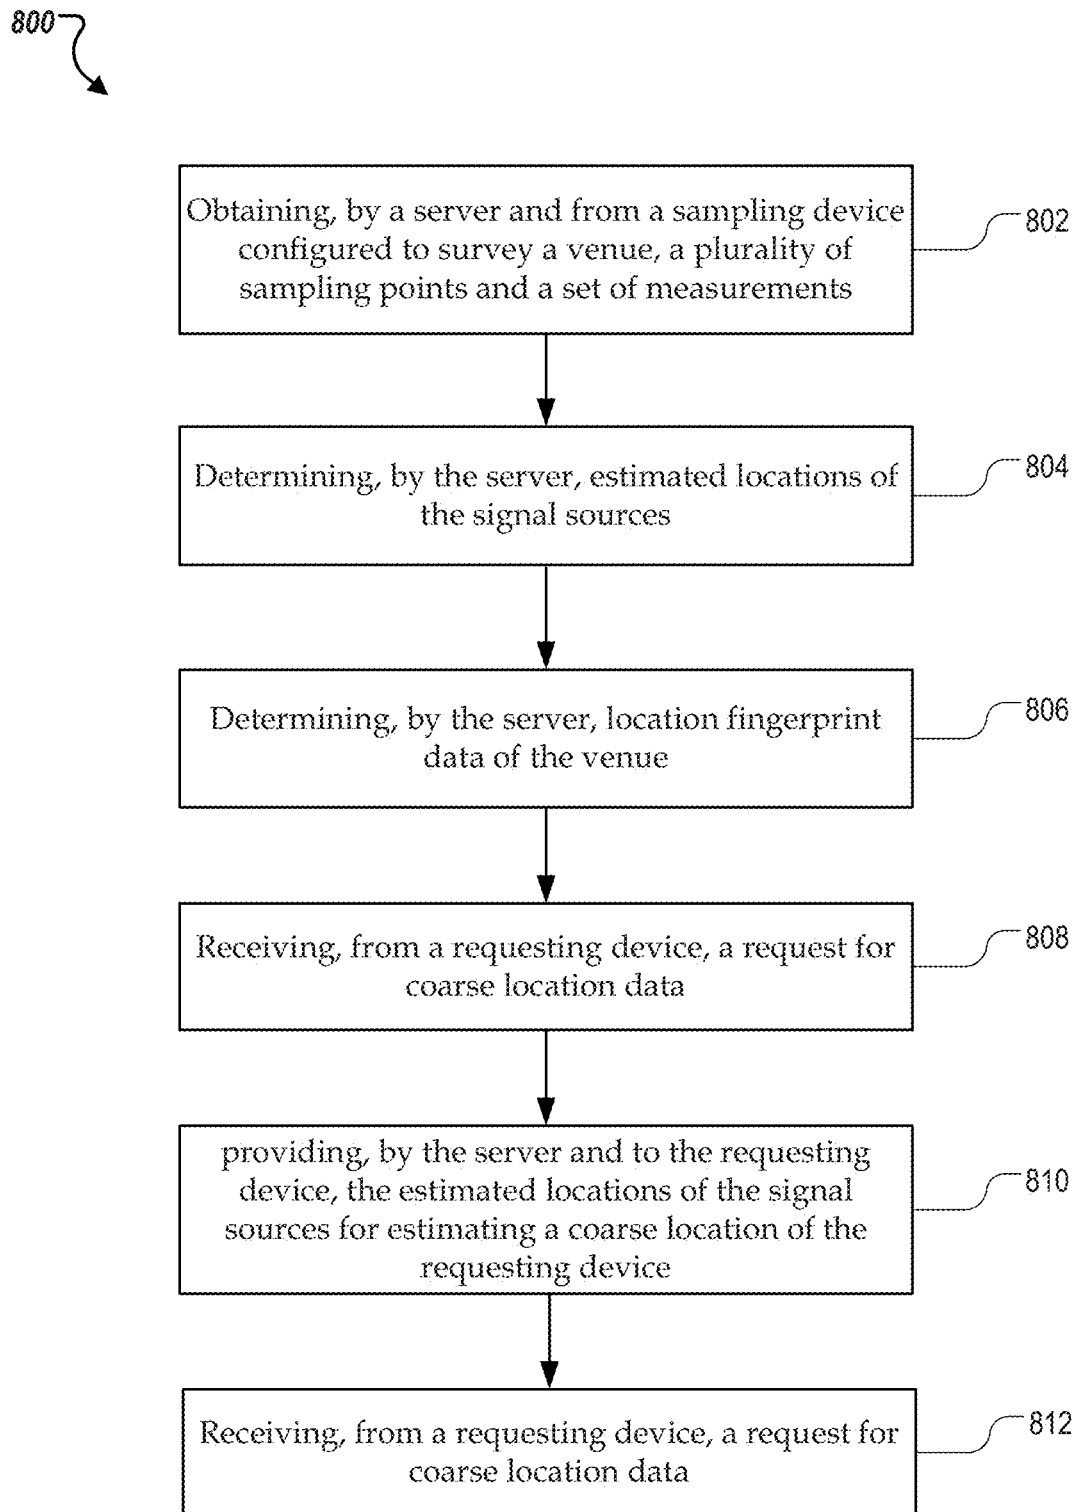 800
Obtaining, by a server and from a sampling device
configured to survey a venue, a plurality of
sampling points and a set of measurements
802
Determining, by the server, estimated locations of
the signal sources
804
Determining, by the server, location fingerprint
data of the venue
806
Receiving, from a requesting device, a request for
coarse location data
808
providing, by the server and to the requesting
device, the estimated locations of the signal
sources for estimating a coarse location of the
requesting device
810
Receiving, from a requesting device, a request for
coarse location data
812